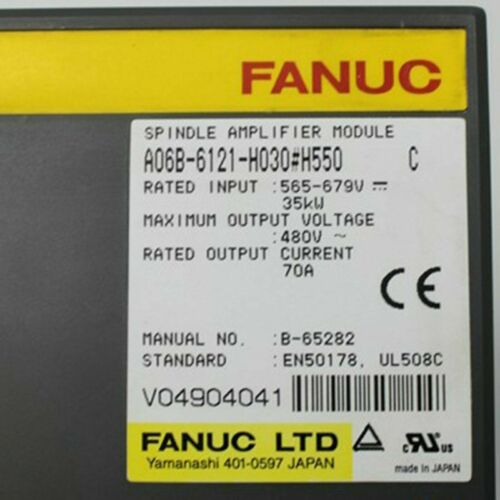 FANUC
SPINDLE AMPLIFIER MODULE
A06B-6121-H030#H550 C
RATED INPUT :565-679V ⎓
35kW
MAXIMUM OUTPUT VOLTAGE
:480V ~
RATED OUTPUT CURRENT
70A
CE
MANUAL NO. :B-65282
STANDARD :EN50178, UL508C
V04904041
FANUC LTD
Yamanashi 401-0597 JAPAN
c RU us
made in JAPAN